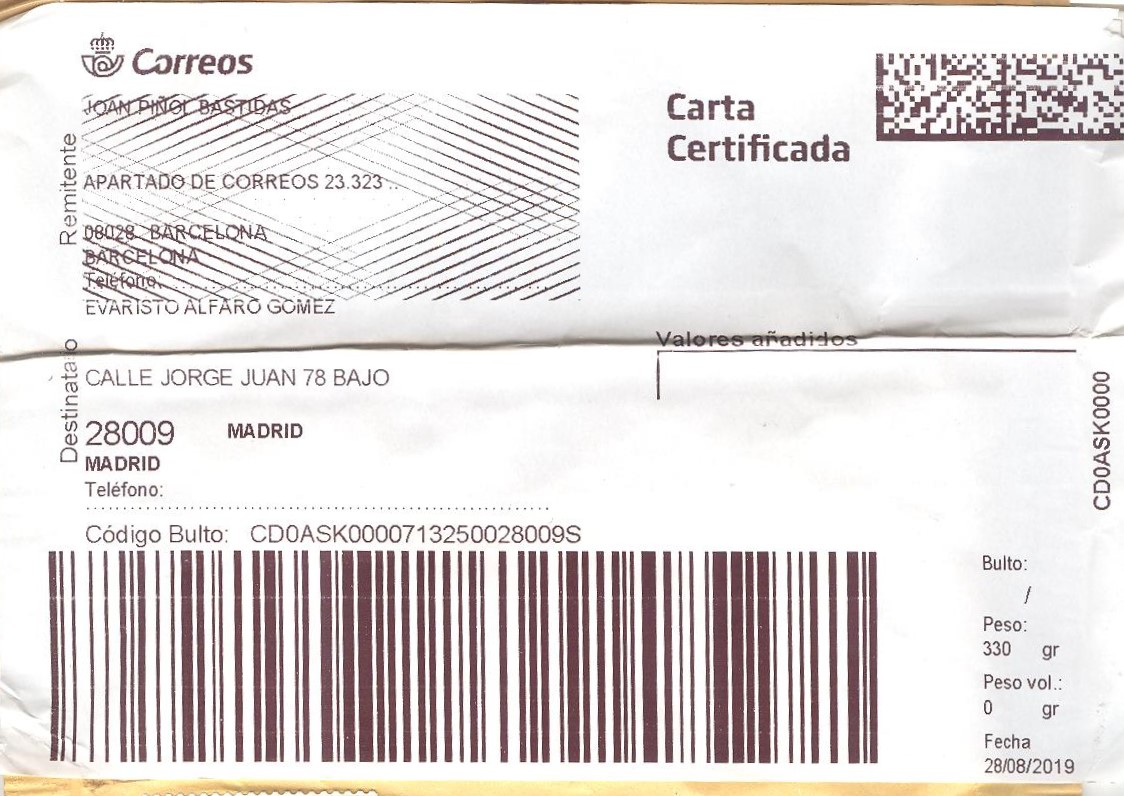 Correos
Carta
Certificada
Remitente
JOAN PIÑOL BASTIDAS
APARTADO DE CORREOS 23.323 ..
08028 BARCELONA
BARCELONA
Teléfono:
Destinatario
EVARISTO ALFARO GOMEZ
CALLE JORGE JUAN 78 BAJO
28009 MADRID
MADRID
Teléfono:
Valores añadidos
Código Bulto: CD0ASK0000713250028009S
CD0ASK0000
Bulto:
/
Peso:
330 gr
Peso vol.:
0 gr
Fecha
28/08/2019